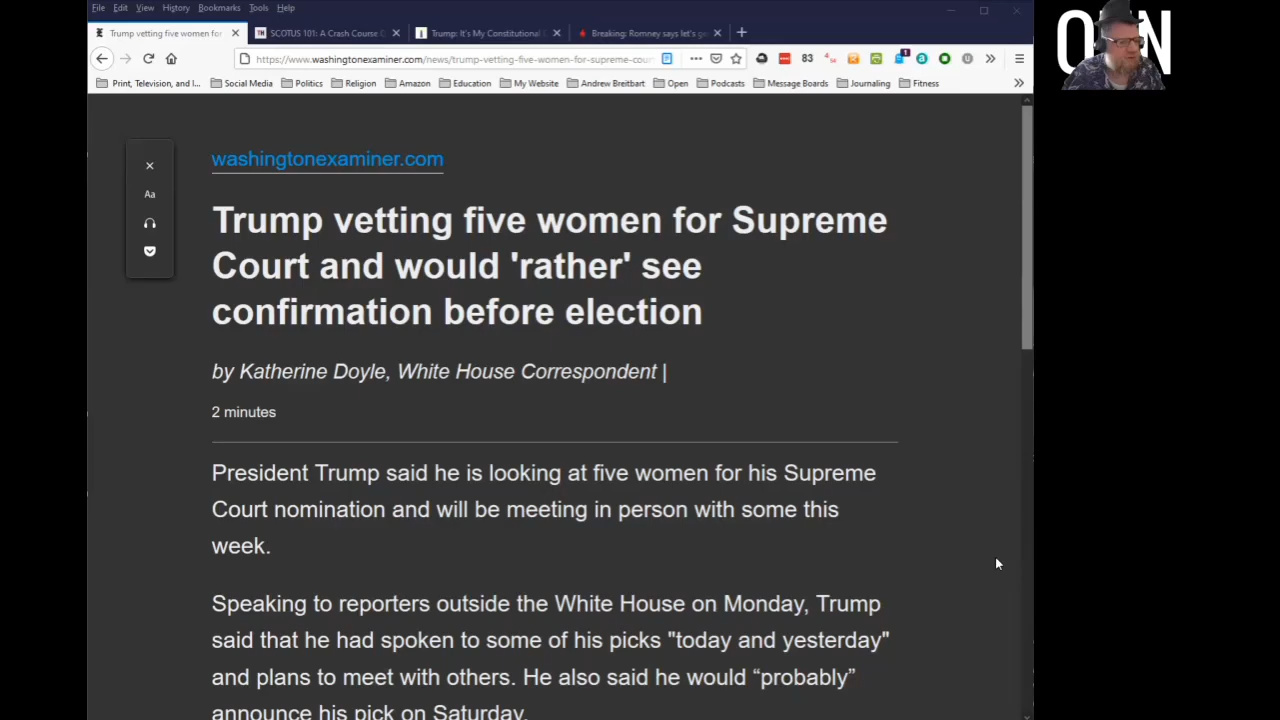 File Edit View History Bookmarks Tools Help
Trump vetting five women for
SCOTUS 101: A Crash Course
Trump: It's My Constitutional
Breaking: Romney says let's
https://www.washingtonexaminer.com/news/trump-vetting-five-women-for-supreme-cour
83
Print, Television, and I... Social Media Politics Religion Amazon Education My Website Andrew Breitbart Open Podcasts Message Boards Journaling Fitness
washingtonexaminer.com
Aa
Trump vetting five women for Supreme
Court and would 'rather' see
confirmation before election
by Katherine Doyle, White House Correspondent |
2 minutes
President Trump said he is looking at five women for his Supreme
Court nomination and will be meeting in person with some this
week.
Speaking to reporters outside the White House on Monday, Trump
said that he had spoken to some of his picks "today and yesterday"
and plans to meet with others. He also said he would “probably”
announce his pick on Saturday.